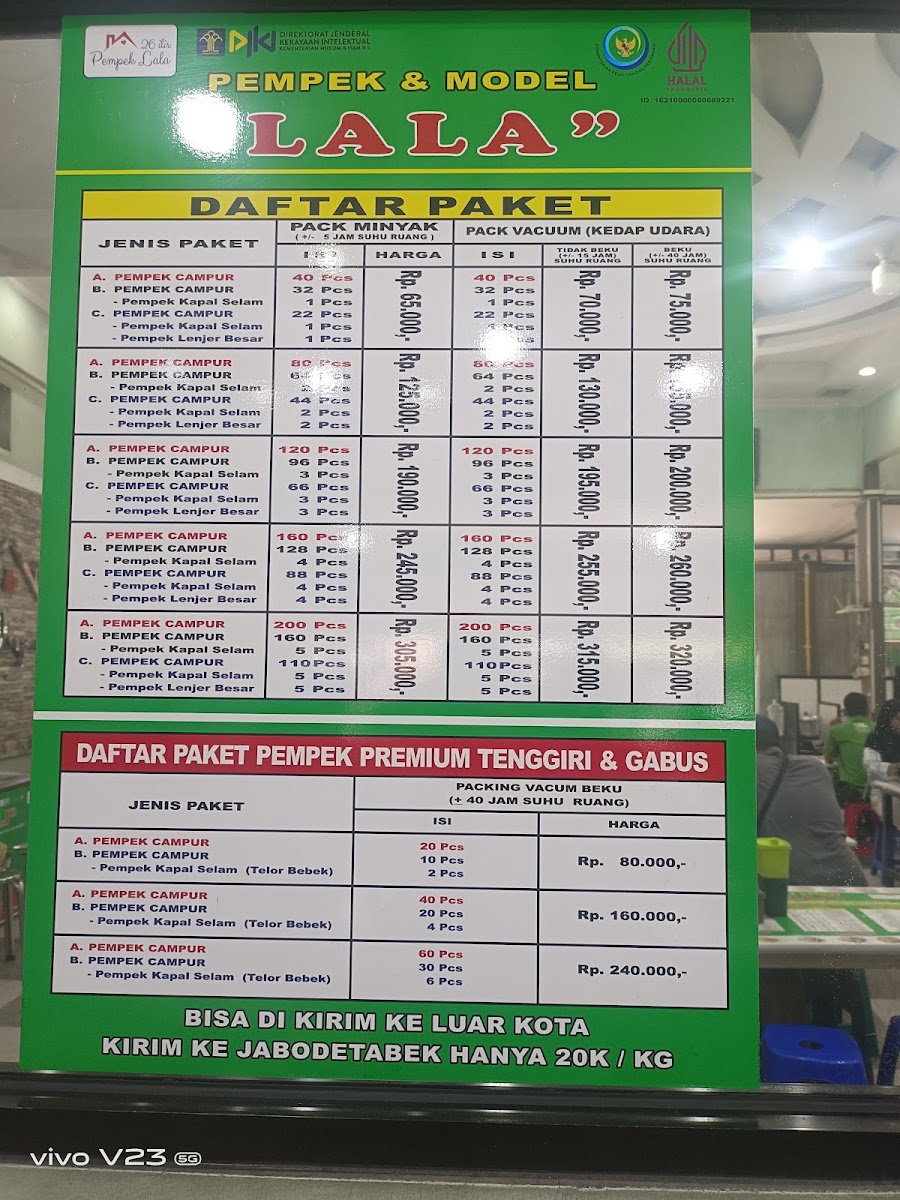 26 ilir
Pempek Lala
DJKI
DIREKTORAT JENDERAL
KEKAYAAN INTELEKTUAL
KEMENTERIAN HUKUM & HAM R.I.
HALAL
INDONESIA
ID. 16210000060680221
PEMPEK & MODEL
"LALA"
DAFTAR PAKET
JENIS PAKET
PACK MINYAK
( +/- 5 JAM SUHU RUANG )
PACK VACUUM (KEDAP UDARA)
ISI
HARGA
ISI
TIDAK BEKU
(+/- 15 JAM)
SUHU RUANG
BEKU
(+/- 40 JAM)
SUHU RUANG
A. PEMPEK CAMPUR 40 Pcs 40 Pcs
B. PEMPEK CAMPUR 32 Pcs 32 Pcs
- Pempek Kapal Selam 1 Pcs 1 Pcs
C. PEMPEK CAMPUR 22 Pcs 22 Pcs
- Pempek Kapal Selam 1 Pcs 1 Pcs
- Pempek Lenjer Besar 1 Pcs 1 Pcs
Rp. 65.000,- Rp. 70.000,- Rp. 75.000,-
A. PEMPEK CAMPUR 80 Pcs 80 Pcs
B. PEMPEK CAMPUR 64 Pcs 64 Pcs
- Pempek Kapal Selam Pcs 2 Pcs
C. PEMPEK CAMPUR 44 Pcs 44 Pcs
- Pempek Kapal Selam 2 Pcs 2 Pcs
- Pempek Lenjer Besar 2 Pcs 2 Pcs
Rp. 125.000,- Rp. 130.000,-
A. PEMPEK CAMPUR 120 Pcs 120 Pcs
B. PEMPEK CAMPUR 96 Pcs 96 Pcs
- Pempek Kapal Selam 3 Pcs 3 Pcs
C. PEMPEK CAMPUR 66 Pcs 66 Pcs
- Pempek Kapal Selam 3 Pcs 3 Pcs
- Pempek Lenjer Besar 3 Pcs 3 Pcs
Rp. 190.000,- Rp. 195.000,- Rp. 200.000,-
A. PEMPEK CAMPUR 160 Pcs 160 Pcs
B. PEMPEK CAMPUR 128 Pcs 128 Pcs
- Pempek Kapal Selam 4 Pcs 4 Pcs
C. PEMPEK CAMPUR 88 Pcs 88 Pcs
- Pempek Kapal Selam 4 Pcs 4 Pcs
- Pempek Lenjer Besar 4 Pcs 4 Pcs
Rp. 245.000,- Rp. 255.000,- Rp. 260.000,-
A. PEMPEK CAMPUR 200 Pcs 200 Pcs
B. PEMPEK CAMPUR 160 Pcs 160 Pcs
- Pempek Kapal Selam 5 Pcs 5 Pcs
C. PEMPEK CAMPUR 110Pcs 110Pcs
- Pempek Kapal Selam 5 Pcs 5 Pcs
- Pempek Lenjer Besar 5 Pcs 5 Pcs
Rp. 305.000,- Rp. 315.000,- Rp. 320.000,-
DAFTAR PAKET PEMPEK PREMIUM TENGGIRI & GABUS
JENIS PAKET
PACKING VACUM BEKU
(+ 40 JAM SUHU RUANG)
ISI HARGA
A. PEMPEK CAMPUR 20 Pcs
B. PEMPEK CAMPUR 10 Pcs
- Pempek Kapal Selam (Telor Bebek) 2 Pcs
Rp. 80.000,-
A. PEMPEK CAMPUR 40 Pcs
B. PEMPEK CAMPUR 20 Pcs
- Pempek Kapal Selam (Telor Bebek) 4 Pcs
Rp. 160.000,-
A. PEMPEK CAMPUR 60 Pcs
B. PEMPEK CAMPUR 30 Pcs
- Pempek Kapal Selam (Telor Bebek) 6 Pcs
Rp. 240.000,-
BISA DI KIRIM KE LUAR KOTA
KIRIM KE JABODETABEK HANYA 20K / KG
vivo V23 5G